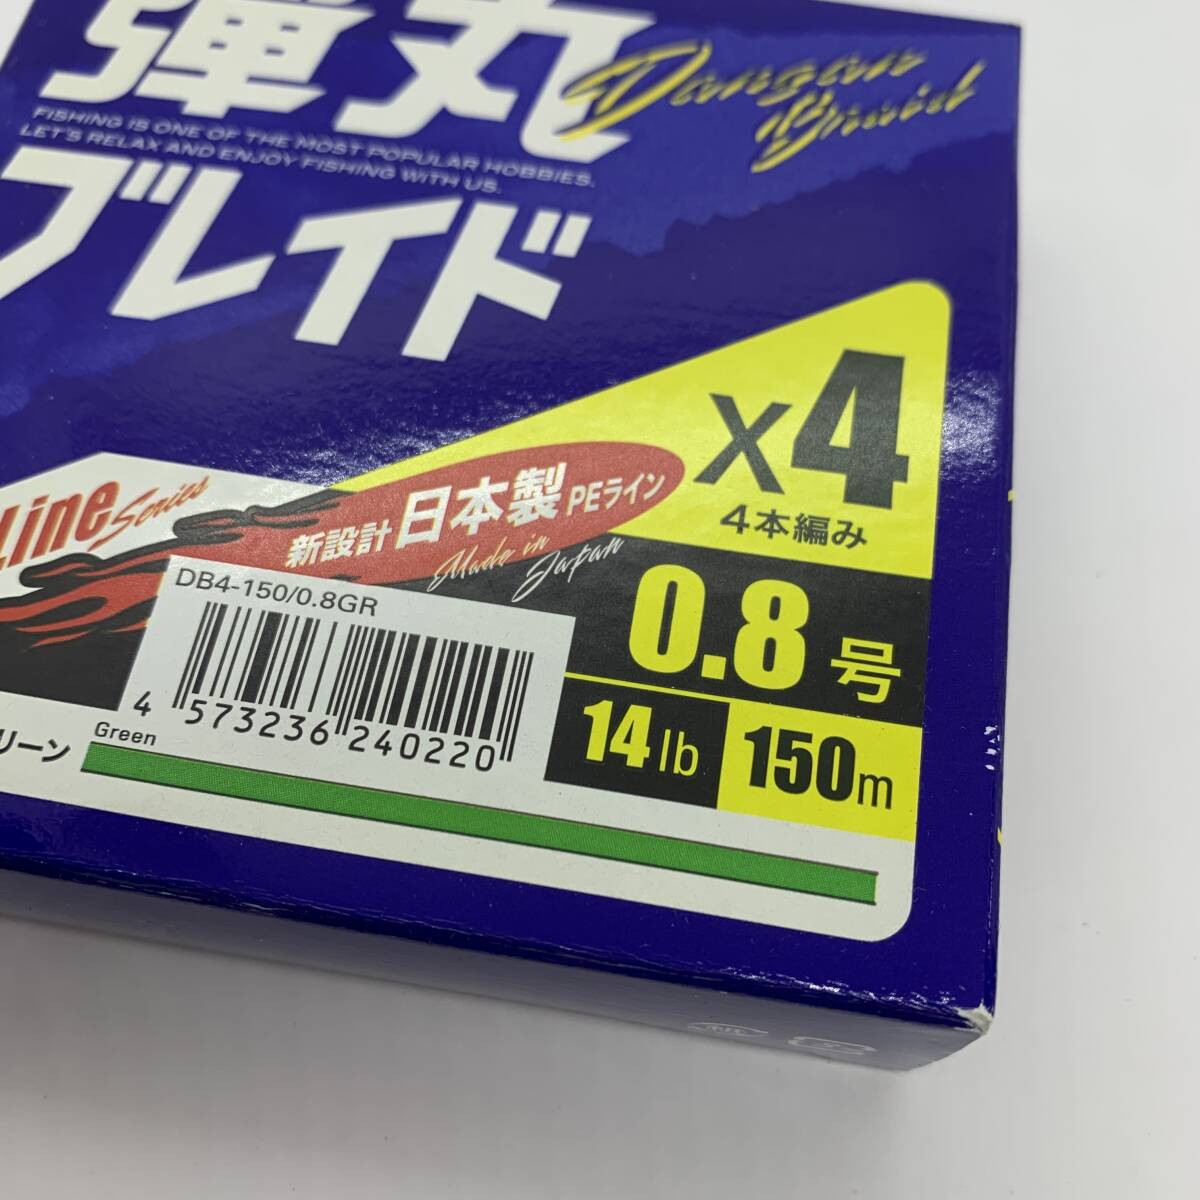 弾丸
Dangan
Braid
FISHING IS ONE OF THE MOST POPULAR HOBBIES.
LET'S RELAX AND ENJOY FISHING WITH US.
ブレイド
X4
4本編み
Line Series
新設計 日本製 PEライン
Made in Japan
DB4-150/0.8GR
4 573236 240220
0.8号
14lb
150m
リーン
Green